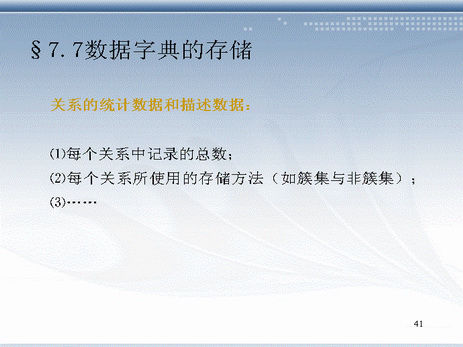 §7.7数据字典的存储
关系的统计数据和描述数据：
⑴每个关系中记录的总数；
⑵每个关系所使用的存储方法（如簇集与非簇集）；
⑶……
41